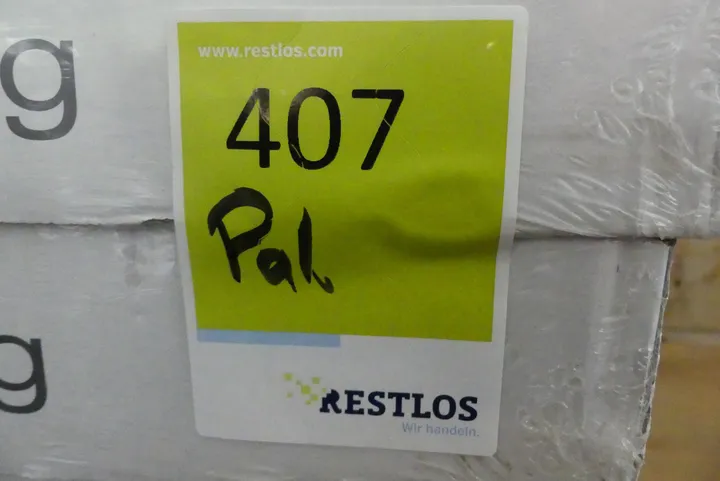 g
www.restlos.com
407
Pal.
g
RESTLOS
Wir handeln.